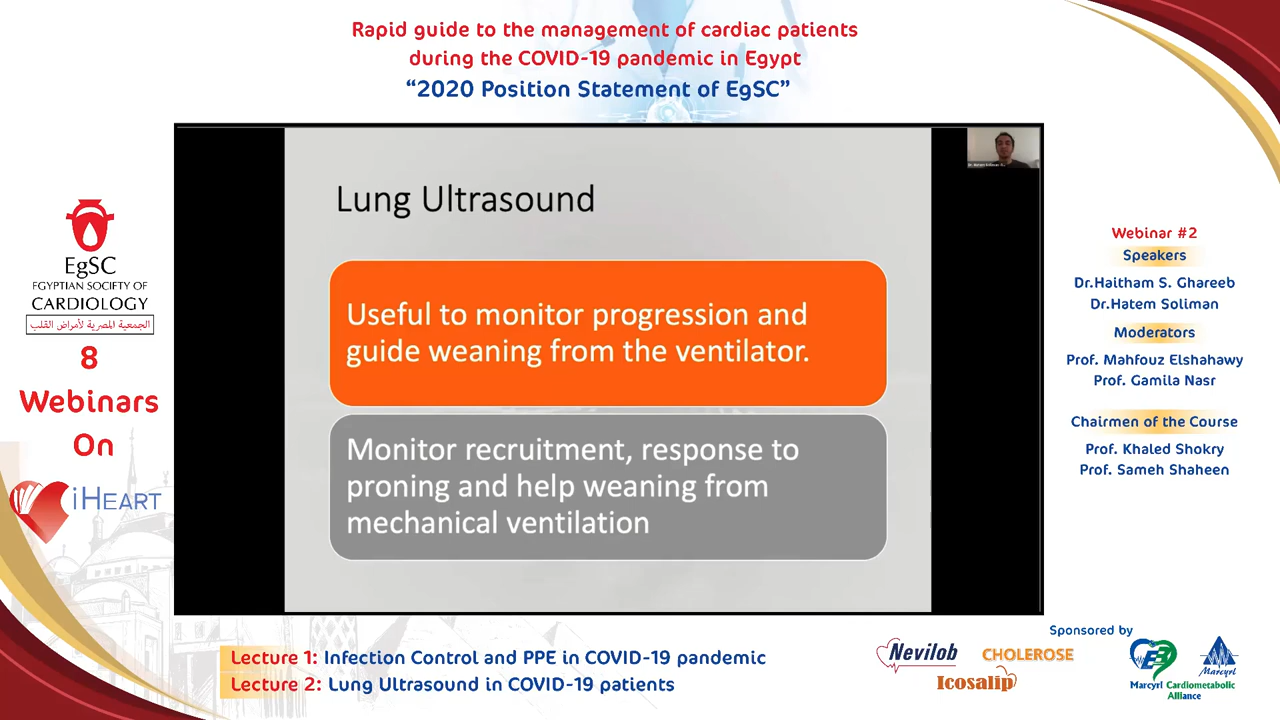 Rapid guide to the management of cardiac patients
during the COVID-19 pandemic in Egypt
“2020 Position Statement of EgSC”
EgSC
EGYPTIAN SOCIETY OF
CARDIOLOGY
الجمعية المصرية لأمراض القلب
8
Webinars
On
iHEART
Lung Ultrasound
Useful to monitor progression and
guide weaning from the ventilator.
Monitor recruitment, response to
proning and help weaning from
mechanical ventilation
Webinar #2
Speakers
Dr.Haitham S. Ghareeb
Dr.Hatem Soliman
Moderators
Prof. Mahfouz Elshahawy
Prof. Gamila Nasr
Chairmen of the Course
Prof. Khaled Shokry
Prof. Sameh Shaheen
Lecture 1: Infection Control and PPE in COVID-19 pandemic
Lecture 2: Lung Ultrasound in COVID-19 patients
Sponsored by
Nevilob
CHOLEROSE
Icosalip
Marcyrl Cardiometabolic
Alliance
Marcyrl